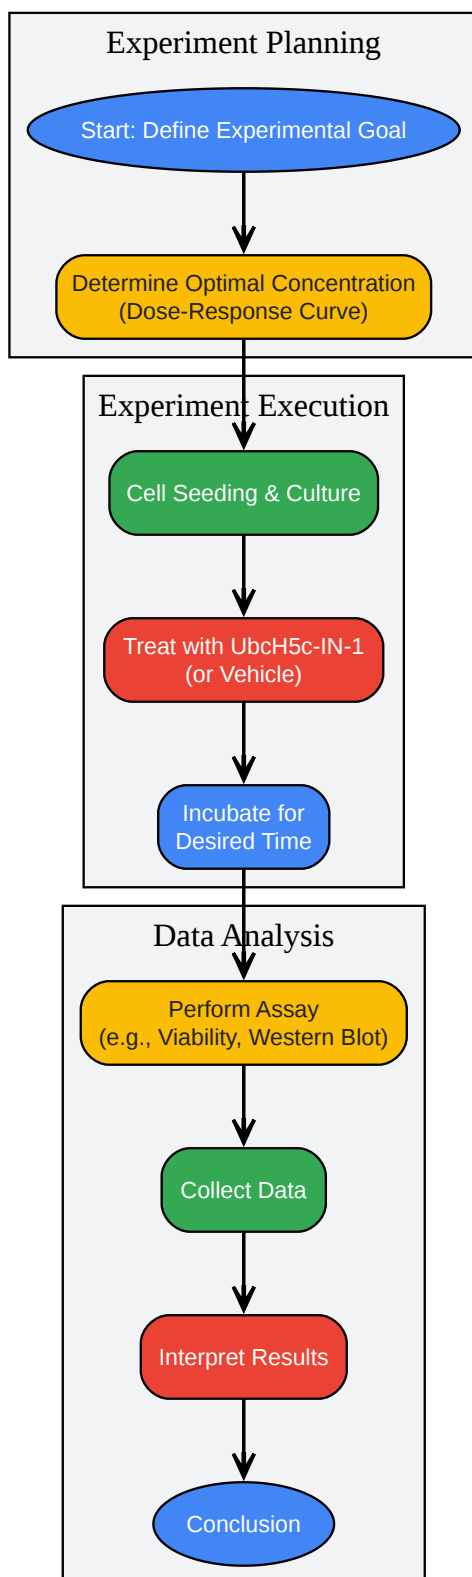 Experiment Planning
Start: Define Experimental Goal
Determine Optimal Concentration
(Dose-Response Curve)
Experiment Execution
Cell Seeding & Culture
Treat with UbcH5c-IN-1
(or Vehicle)
Incubate for
Desired Time
Data Analysis
Perform Assay
(e.g., Viability, Western Blot)
Collect Data
Interpret Results
Conclusion